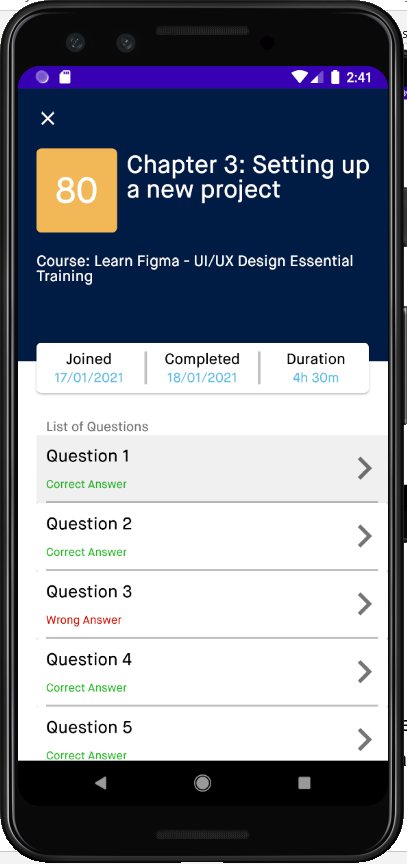 2:41
80
Chapter 3: Setting up
a new project
Course: Learn Figma - UI/UX Design Essential
Training
Joined Completed Duration
17/01/2021 18/01/2021 4h 30m
List of Questions
Question 1
Correct Answer
Question 2
Correct Answer
Question 3
Wrong Answer
Question 4
Correct Answer
Question 5
Correct Answer